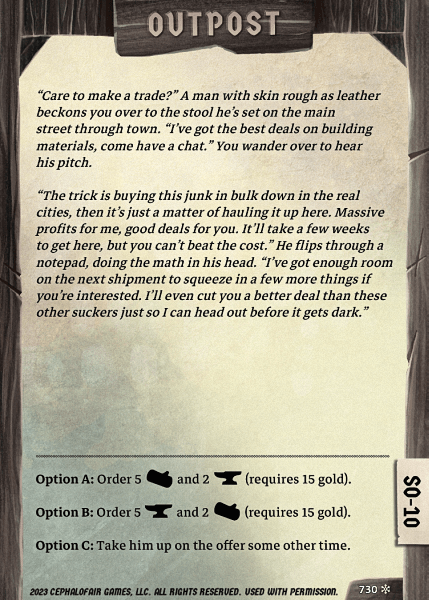 OUTPOST
“Care to make a trade?” A man with skin rough as leather
beckons you over to the stool he’s set on the main
street through town. “I’ve got the best deals on building
materials, come have a chat.” You wander over to hear
his pitch.
“The trick is buying this junk in bulk down in the real
cities, then it’s just a matter of hauling it up here. Massive
profits for me, good deals for you. It’ll take a few weeks
to get here, but you can’t beat the cost.” He flips through a
notepad, doing the math in his head. “I’ve got enough room
on the next shipment to squeeze in a few more things if
you’re interested. I’ll even cut you a better deal than these
other suckers just so I can head out before it gets dark.”
Option A: Order 5 and 2 (requires 15 gold).
Option B: Order 5 and 2 (requires 15 gold).
Option C: Take him up on the offer some other time.
SO-10
2023 CEPHALOFAIR GAMES, LLC. ALL RIGHTS RESERVED. USED WITH PERMISSION.
730